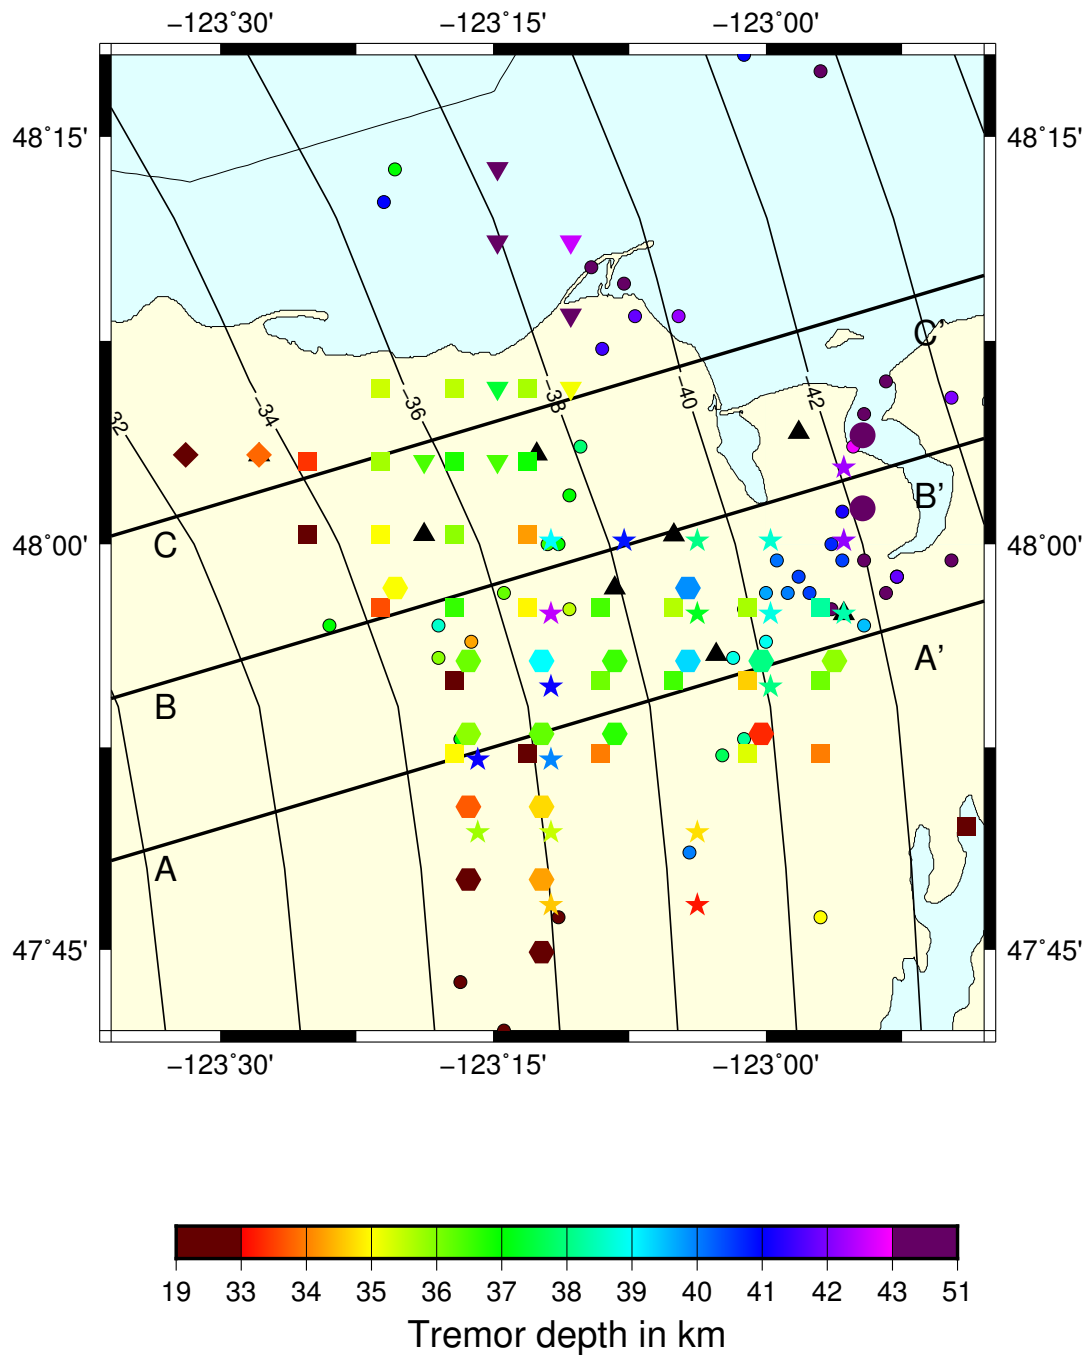 −123˚30' −123˚15' −123˚00'
48˚15' 48˚15'
C'
32 34 36 38 40 42
B'
C
48˚00' 48˚00'
A'
B
A
47˚45' 47˚45'
−123˚30' −123˚15' −123˚00'
19 33 34 35 36 37 38 39 40 41 42 43 51
Tremor depth in km